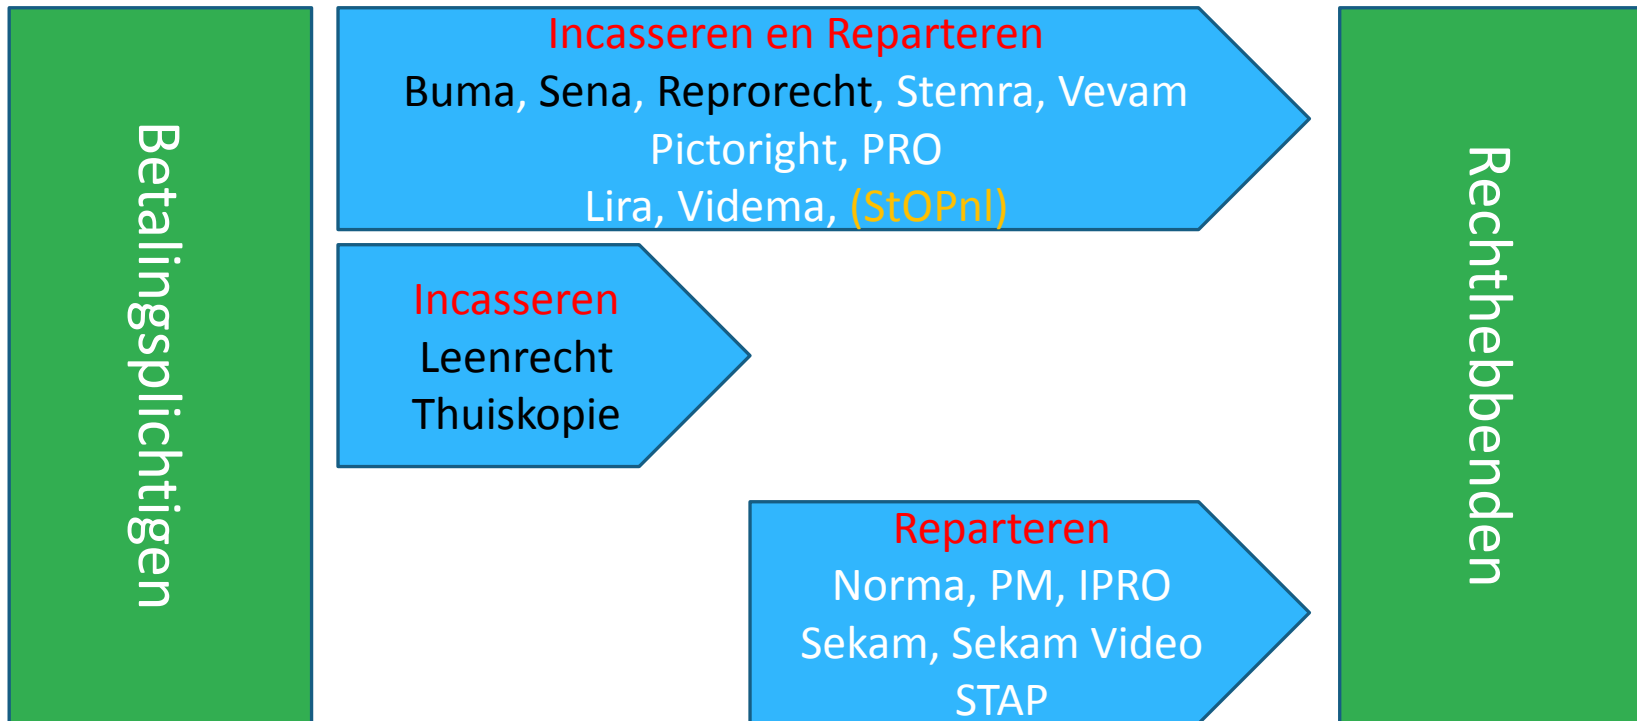 Betalingsplichtigen
Incasseren en Reparteren
Buma, Sena, Reprorecht, Stemra, Vevam
Pictoright, PRO
Lira, Videma, (StOPnl)
Incasseren
Leenrecht
Thuiskopie
Reparteren
Norma, PM, IPRO
Sekam, Sekam Video
STAP
Rechthebbenden